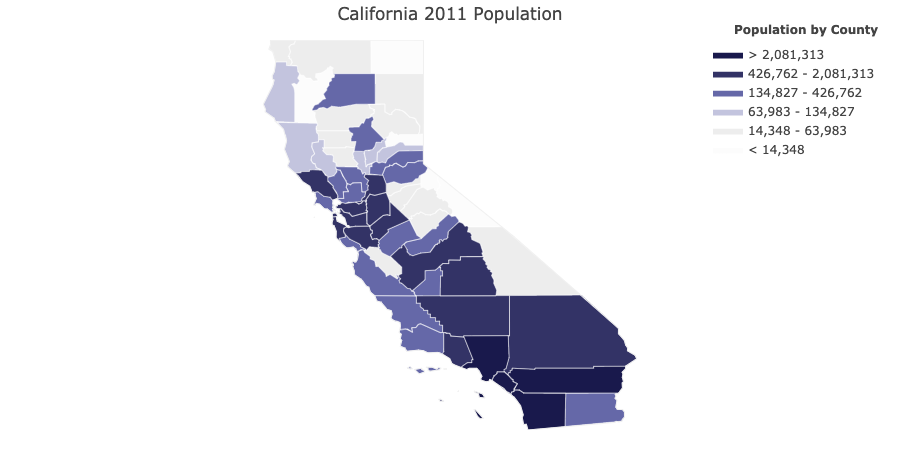 California 2011 Population
Population by County
> 2,081,313
426,762 - 2,081,313
134,827 - 426,762
63,983 - 134,827
14,348 - 63,983
< 14,348